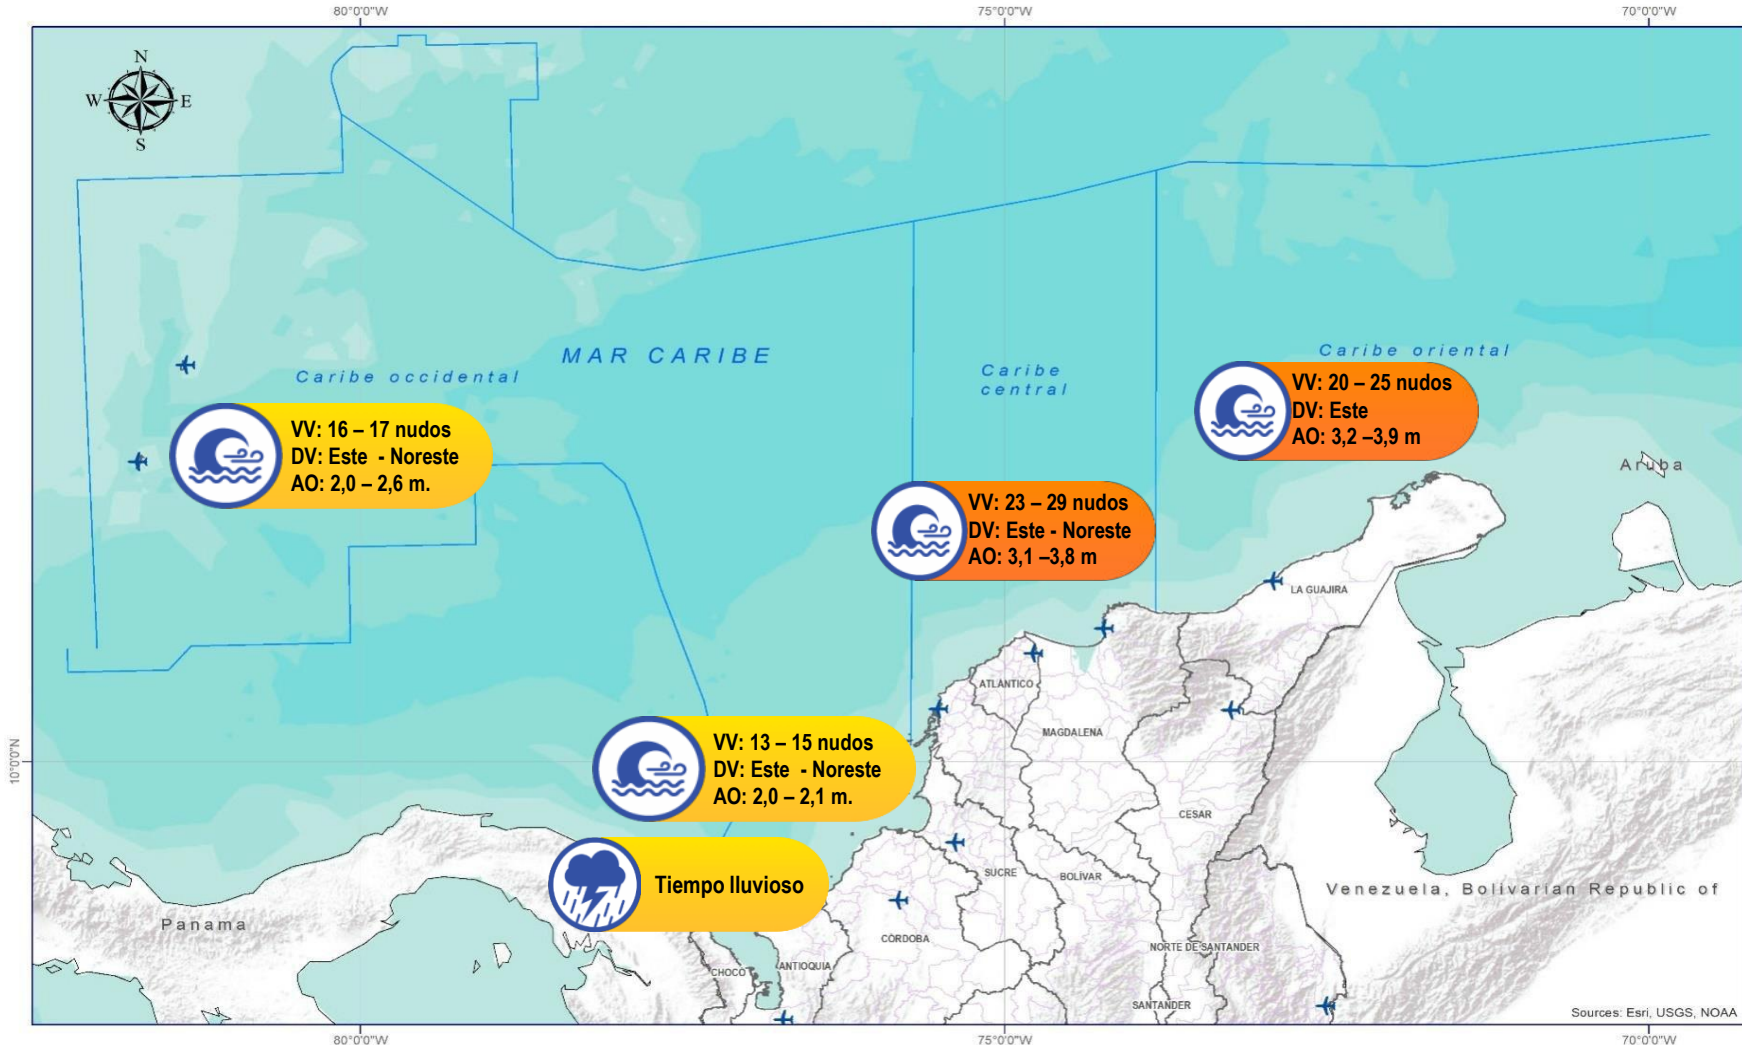 80°0'0"W
75°0'0"W
70°0'0"W
N
W
E
S
MAR CARIBE
Caribe occidental
Caribe
central
Caribe oriental
VV: 20 – 25 nudos
DV: Este
AO: 3,2 –3,9 m
VV: 16 – 17 nudos
DV: Este - Noreste
AO: 2,0 – 2,6 m.
Aruba
VV: 23 – 29 nudos
DV: Este - Noreste
AO: 3,1 –3,8 m
LA GUAJIRA
ATLÁNTICO
MAGDALENA
10°0'0"N
VV: 13 – 15 nudos
DV: Este - Noreste
AO: 2,0 – 2,1 m.
CESAR
Tiempo lluvioso
SUCRE
BOLÍVAR
Venezuela, Bolivarian Republic of
Panama
CÓRDOBA
NORTE DE SANTANDER
CHOCÓ
ANTIOQUIA
SANTANDER
Sources: Esri, USGS, NOAA
80°0'0"W
75°0'0"W
70°0'0"W